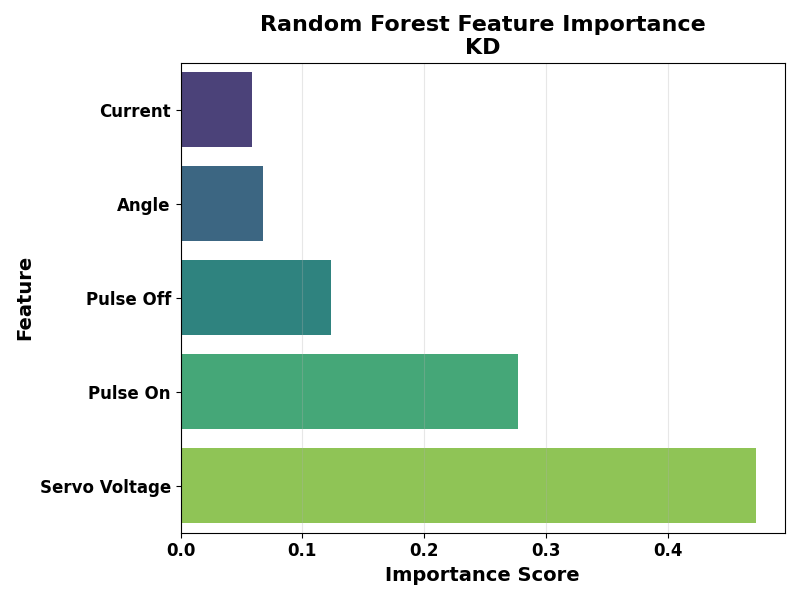 Random Forest Feature Importance
KD
Current
Angle
Pulse Off
Pulse On
Servo Voltage
Feature
0.0
0.1
0.2
0.3
0.4
Importance Score